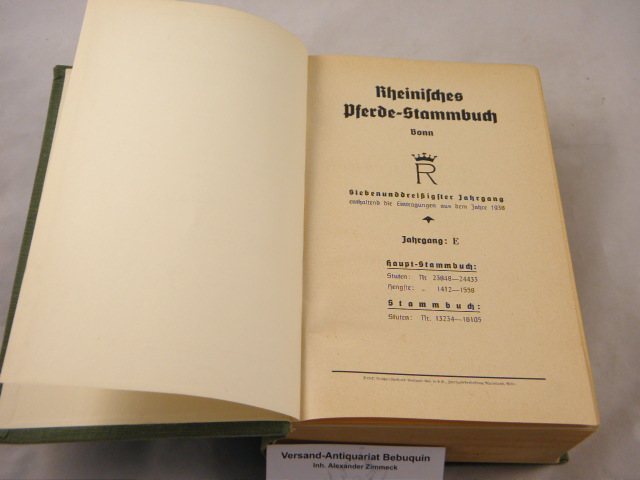 Rheinisches
Pferde-Stammbuch
Bonn
R
Siebenunddreißigster Jahrgang
enthaltend die Eintragungen aus dem Jahre 1938
Jahrgang: E
Haupt-Stammbuch:
Stuten: Nr. 23848—24433
Hengste: „ 1412—1558
Stammbuch:
Stuten: Nr. 13234—16105
Versand-Antiquariat Bebuquin
Inh. Alexander Zimmeck